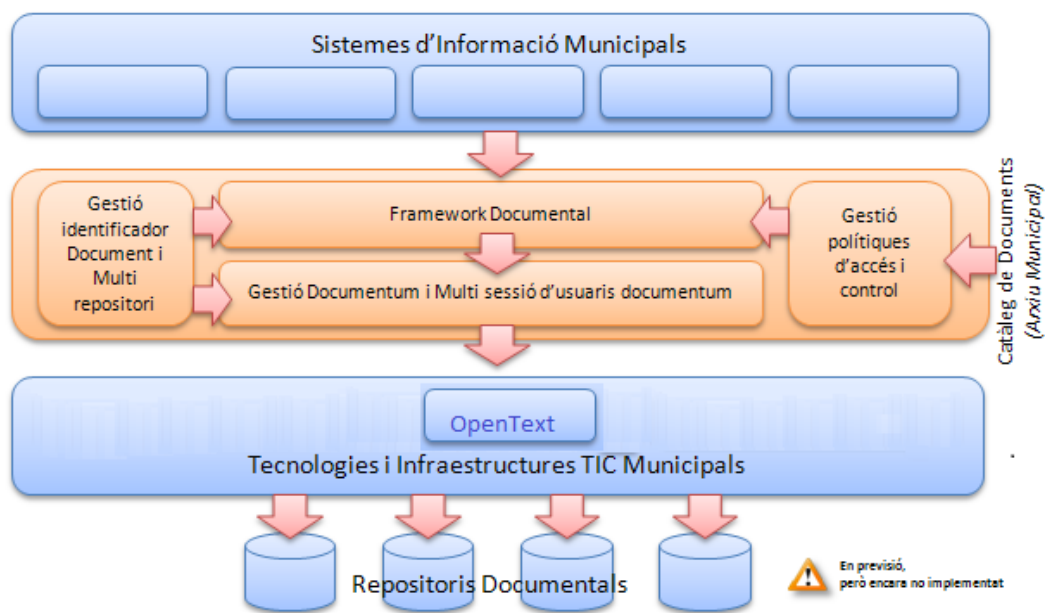 Sistemes d'Informació Municipals
Gestió
identificador
Document i
Multi
repositori
Framework Documental
Gestió Documentum i Multi sessió d'usuaris documentum
Gestió
polítiques
d'accés i
control
Catàleg de Documents
(Arxiu Municipal)
OpenText
Tecnologies i Infraestructures TIC Municipals
.
Repositoris Documentals
En previsió,
però encara no implementat